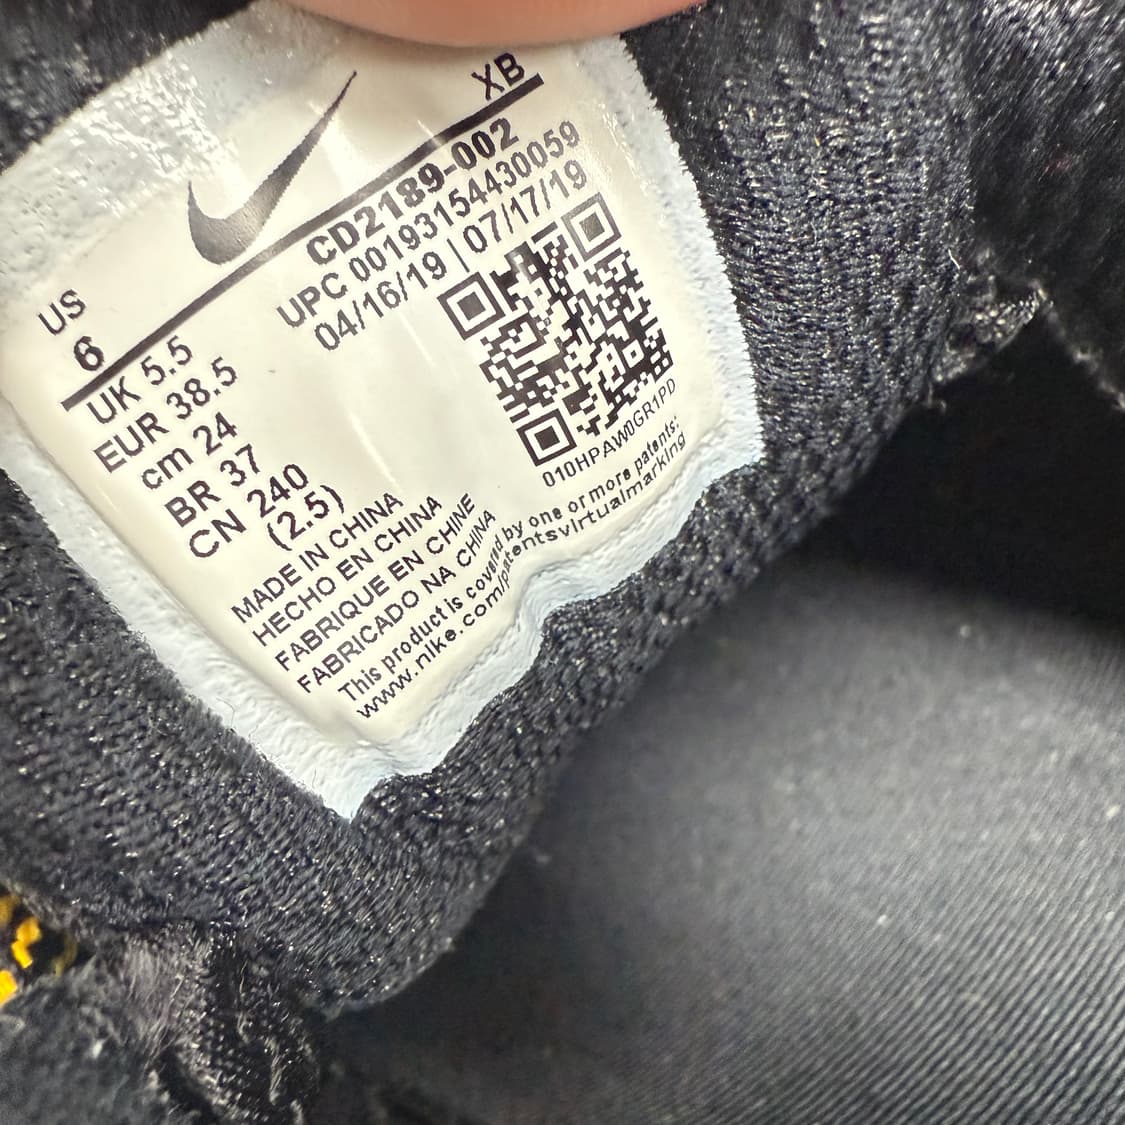 XB
US
6
UK 5.5
EUR 38.5
cm 24
BR 37
CN 240
(2.5)
CD2189-002
UPC 00193154430059
04/16/19 | 07/17/19
010HPAW0GR1PD
MADE IN CHINA
HECHO EN CHINA
FABRIQUE EN CHINE
FABRICADO NA CHINA
This product is covered by one or more patents:
www.nike.com/patentsvirtualmarking